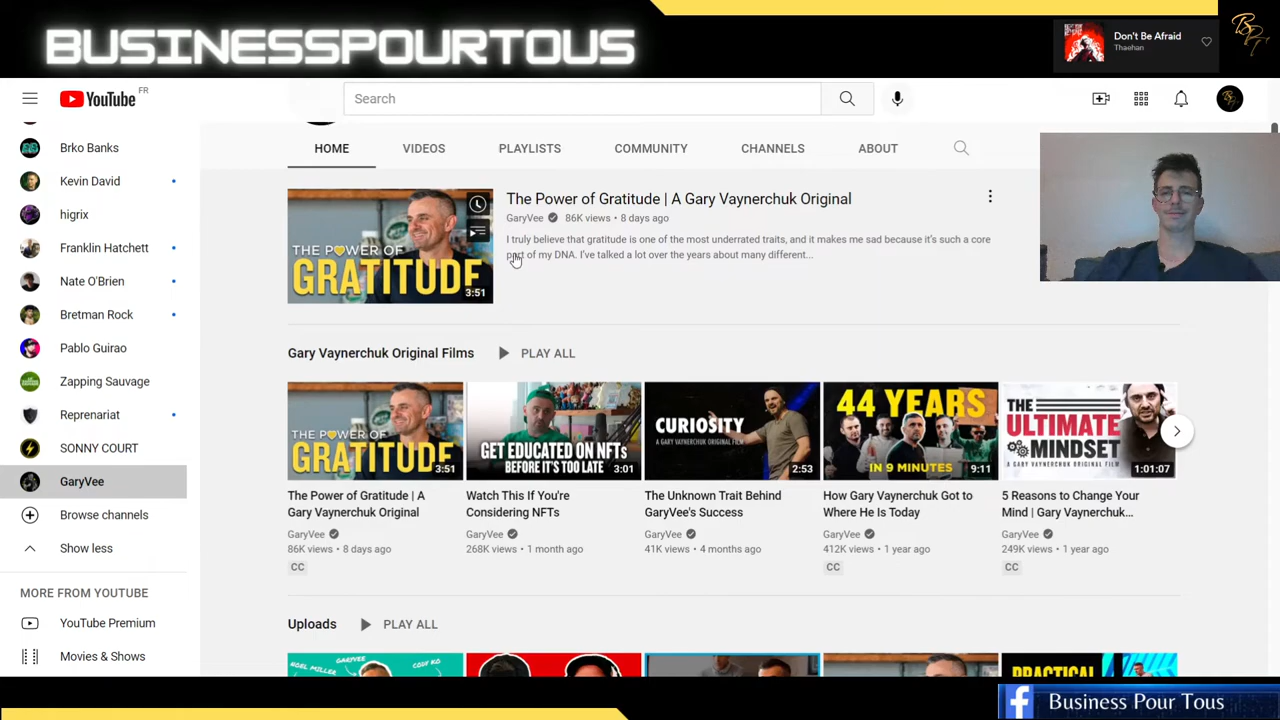 BUSINESSPOURTOUS
Don't Be Afraid
Thaehan
YouTube FR
Search
Brko Banks
Kevin David
higrix
Franklin Hatchett
Nate O'Brien
Bretman Rock
Pablo Guirao
Zapping Sauvage
Reprenariat
SONNY COURT
GaryVee
Browse channels
Show less
MORE FROM YOUTUBE
YouTube Premium
Movies & Shows
HOME VIDEOS PLAYLISTS COMMUNITY CHANNELS ABOUT
THE POWER OF
GRATITUDE
3:51
The Power of Gratitude | A Gary Vaynerchuk Original
GaryVee 86K views • 8 days ago
I truly believe that gratitude is one of the most underrated traits, and it makes me sad because it's such a core
part of my DNA. I've talked a lot over the years about many different...
Gary Vaynerchuk Original Films PLAY ALL
THE POWER OF
GRATITUDE
3:51
The Power of Gratitude | A
Gary Vaynerchuk Original
GaryVee
86K views • 8 days ago
CC
GET EDUCATED ON NFTs
BEFORE IT'S TOO LATE
3:01
Watch This If You're
Considering NFTs
GaryVee
268K views • 1 month ago
CURIOSITY
A GARY VAYNERCHUK ORIGINAL FILM
2:53
The Unknown Trait Behind
GaryVee's Success
GaryVee
41K views • 4 months ago
44 YEARS
IN 9 MINUTES
9:11
How Gary Vaynerchuk Got to
Where He Is Today
GaryVee
412K views • 1 year ago
CC
THE
ULTIMATE
MINDSET
A GARY VAYNERCHUK ORIGINAL FILM
1:01:07
5 Reasons to Change Your
Mind | Gary Vaynerchuk...
GaryVee
249K views • 1 year ago
CC
Uploads PLAY ALL
NOEL MILLER
GARYVEE
PRACTICAL
Business Pour Tous